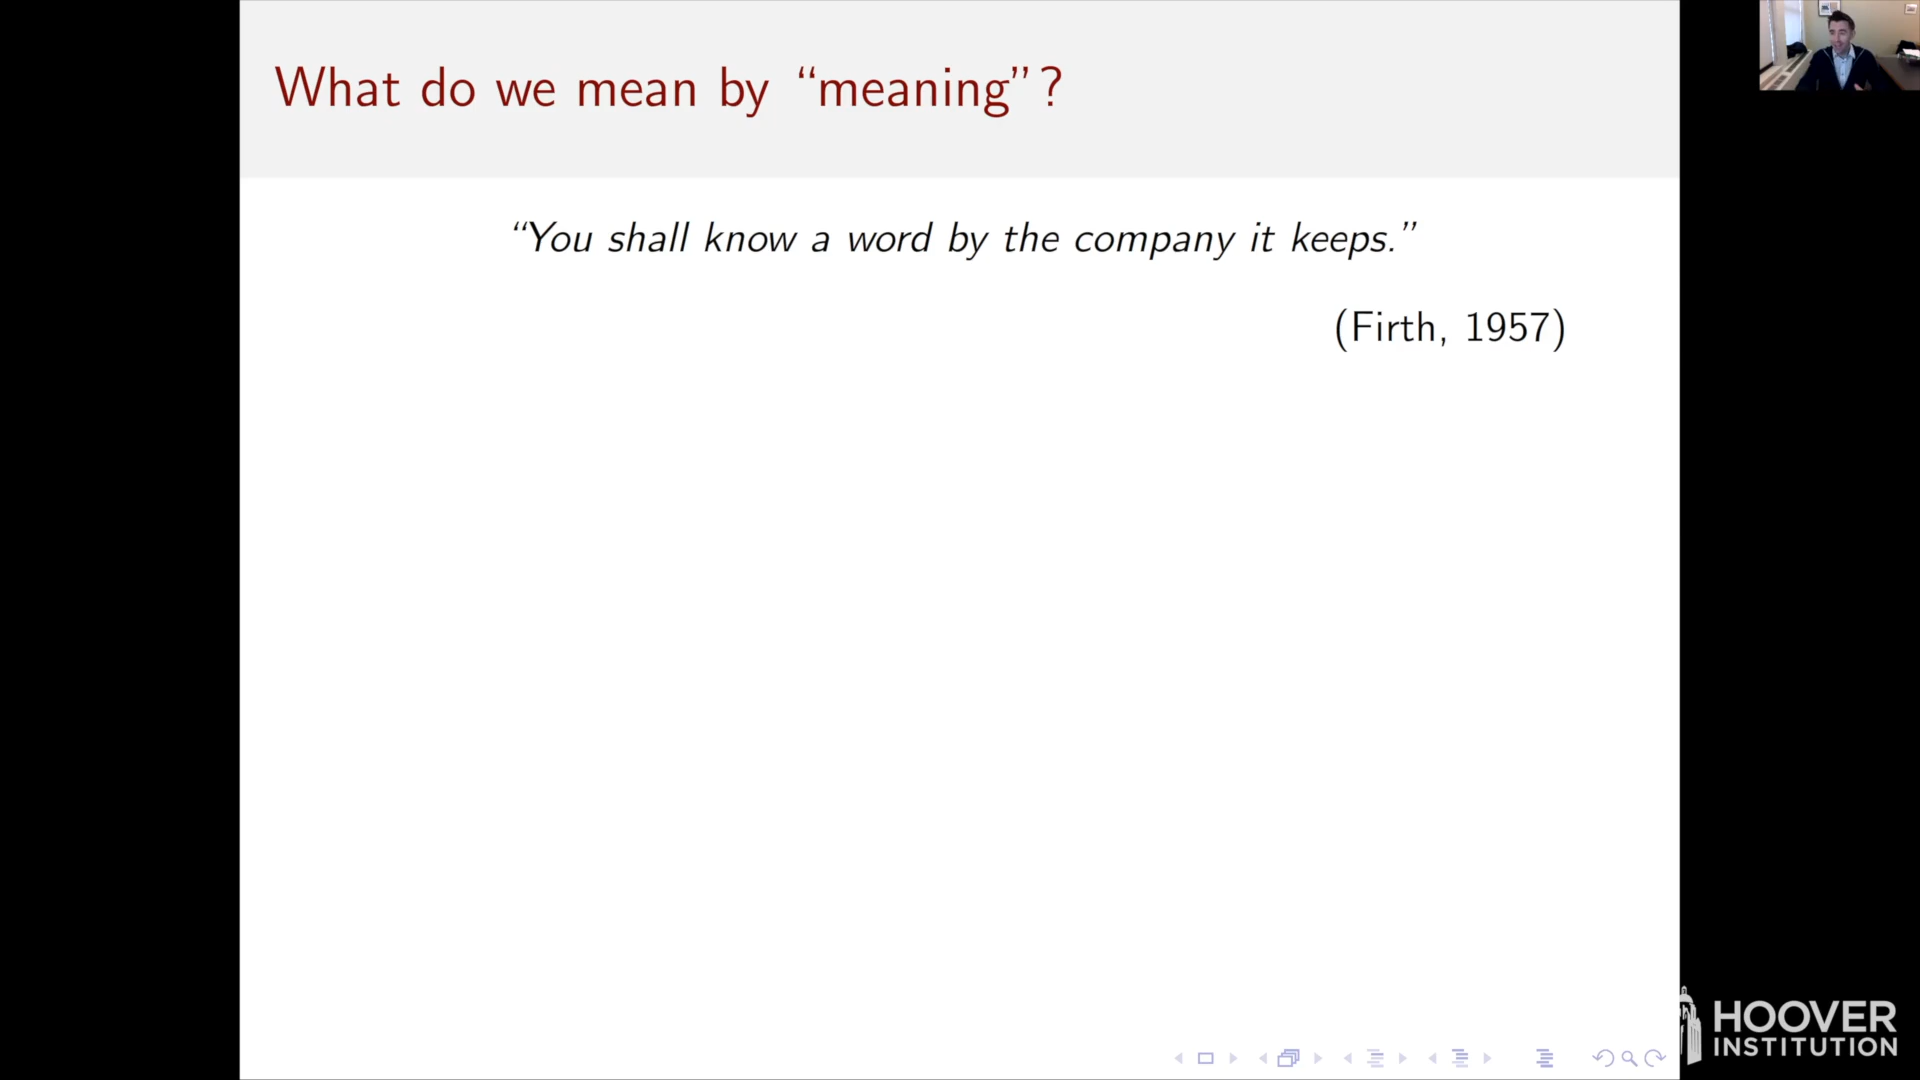 What do we mean by “meaning”?
“You shall know a word by the company it keeps.”
(Firth, 1957)
HOOVER
INSTITUTION